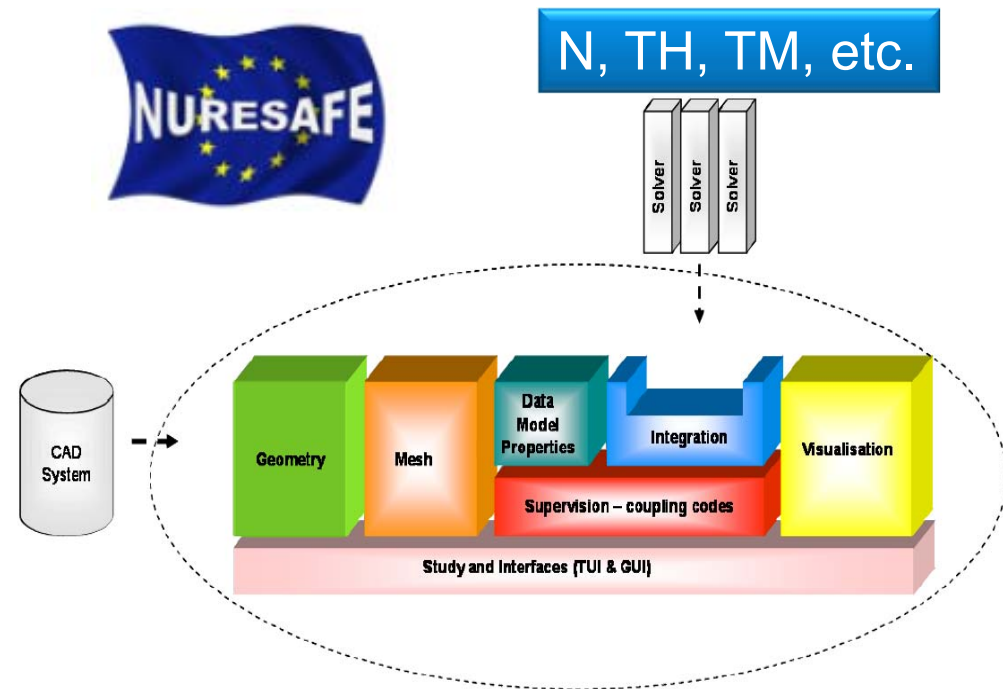 NURESAFE
N, TH, TM, etc.
Solver
Solver
Solver
CAD
System
Geometry
Mesh
Data
Model
Properties
Integration
Visualisation
Supervision – coupling codes
Study and Interfaces (TUI & GUI)